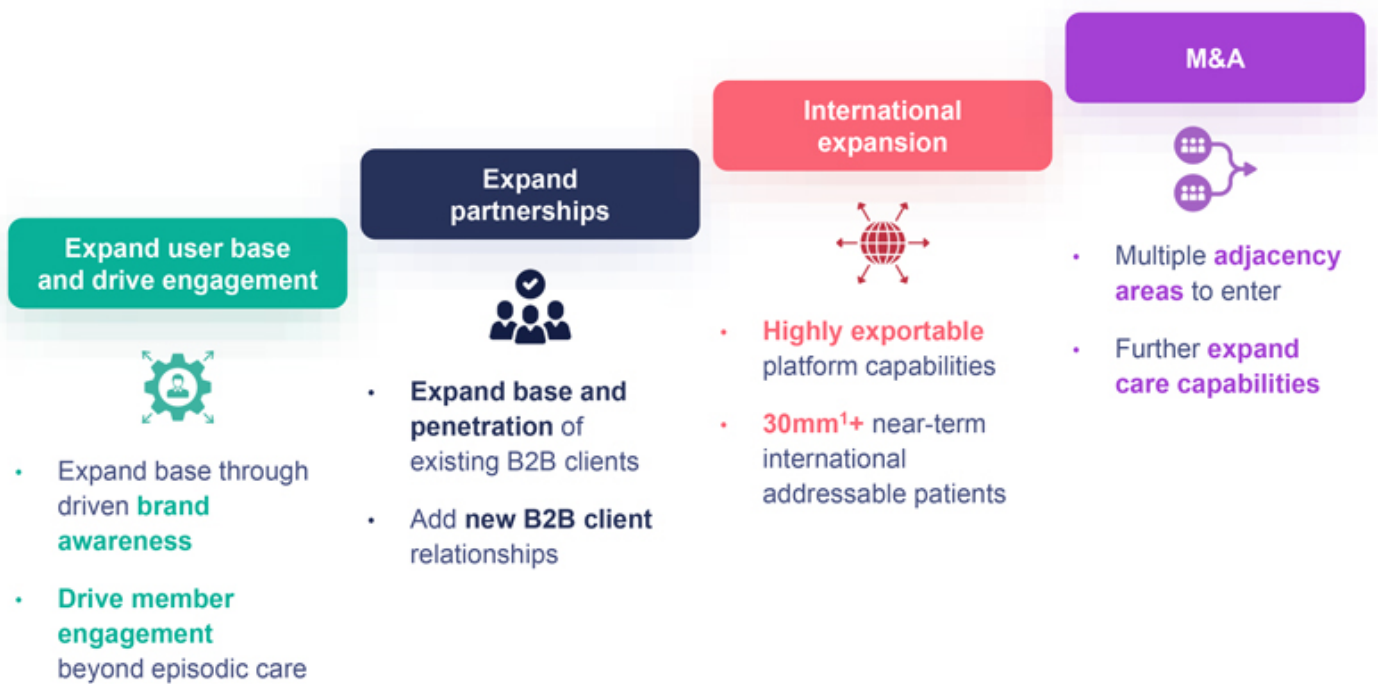 Expand user base
and drive engagement
• Expand base through
driven brand
awareness
• Drive member
engagement
beyond episodic care
Expand
partnerships
• Expand base and
penetration of
existing B2B clients
• Add new B2B client
relationships
International
expansion
• Highly exportable
platform capabilities
• 30mm¹+ near-term
international
addressable patients
M&A
• Multiple adjacency
areas to enter
• Further expand
care capabilities